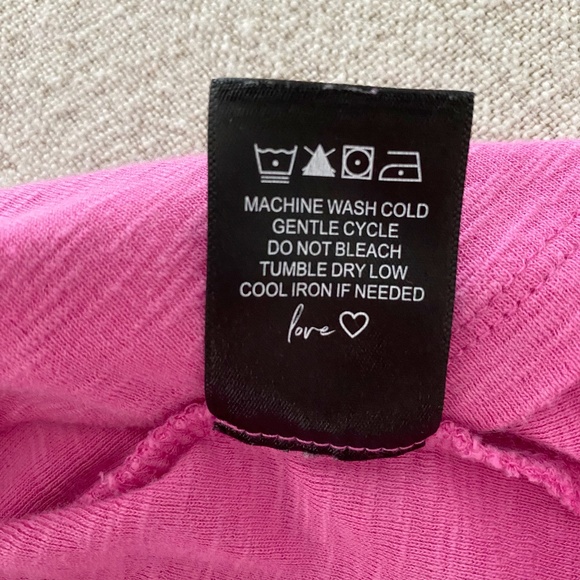 MACHINE WASH COLD
GENTLE CYCLE
DO NOT BLEACH
TUMBLE DRY LOW
COOL IRON IF NEEDED
love